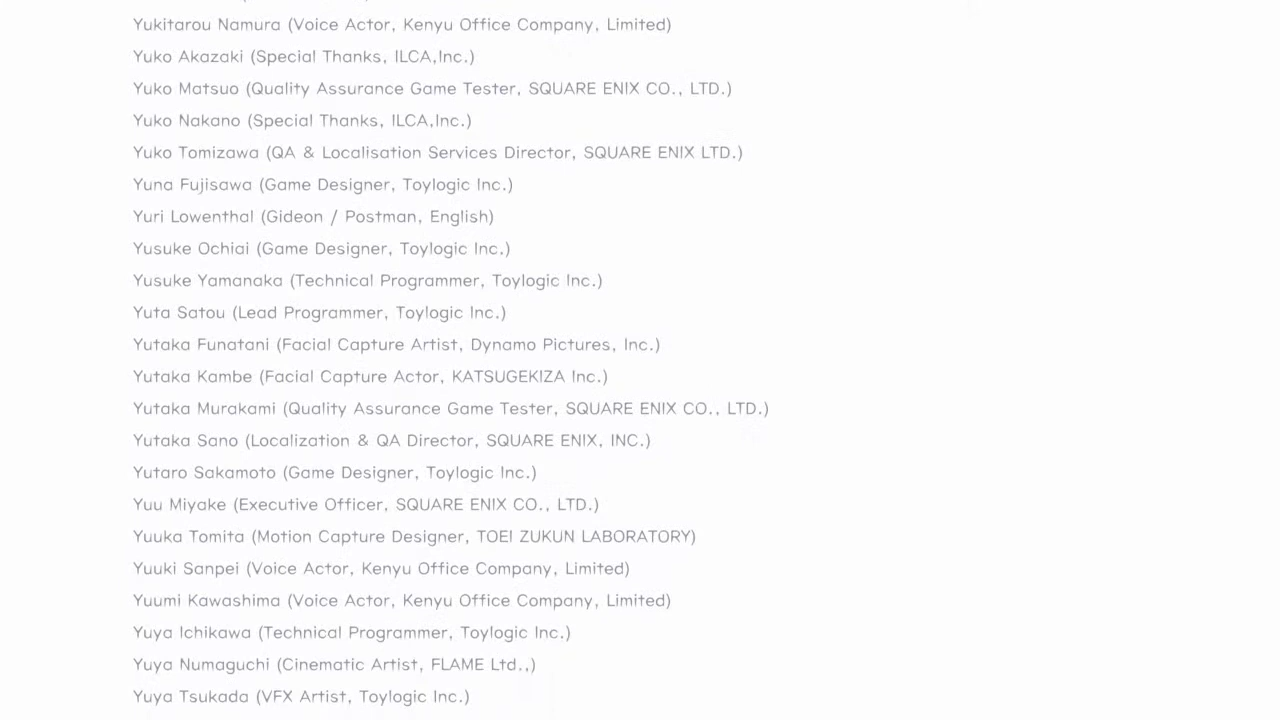 Yukitarou Namura (Voice Actor, Kenyu Office Company, Limited)
Yuko Akazaki (Special Thanks, ILCA,Inc.)
Yuko Matsuo (Quality Assurance Game Tester, SQUARE ENIX CO., LTD.)
Yuko Nakano (Special Thanks, ILCA,Inc.)
Yuko Tomizawa (QA & Localisation Services Director, SQUARE ENIX LTD.)
Yuna Fujisawa (Game Designer, Toylogic Inc.)
Yuri Lowenthal (Gideon / Postman, English)
Yusuke Ochiai (Game Designer, Toylogic Inc.)
Yusuke Yamanaka (Technical Programmer, Toylogic Inc.)
Yuta Satou (Lead Programmer, Toylogic Inc.)
Yutaka Funatani (Facial Capture Artist, Dynamo Pictures, Inc.)
Yutaka Kambe (Facial Capture Actor, KATSUGEKIZA Inc.)
Yutaka Murakami (Quality Assurance Game Tester, SQUARE ENIX CO., LTD.)
Yutaka Sano (Localization & QA Director, SQUARE ENIX, INC.)
Yutaro Sakamoto (Game Designer, Toylogic Inc.)
Yuu Miyake (Executive Officer, SQUARE ENIX CO., LTD.)
Yuuka Tomita (Motion Capture Designer, TOEI ZUKUN LABORATORY)
Yuuki Sanpei (Voice Actor, Kenyu Office Company, Limited)
Yuumi Kawashima (Voice Actor, Kenyu Office Company, Limited)
Yuya Ichikawa (Technical Programmer, Toylogic Inc.)
Yuya Numaguchi (Cinematic Artist, FLAME Ltd.,)
Yuya Tsukada (VFX Artist, Toylogic Inc.)